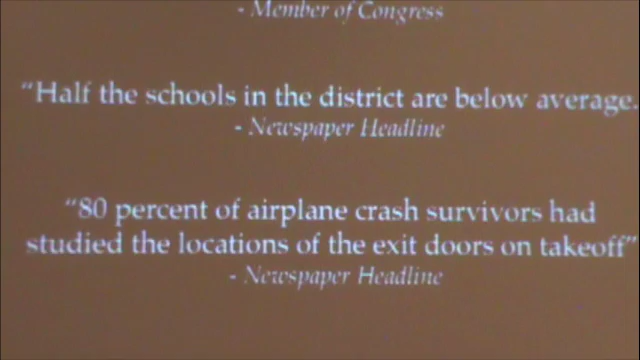 - Member of Congress
"Half the schools in the district are below average.
- Newspaper Headline
"80 percent of airplane crash survivors had
studied the locations of the exit doors on takeoff"
- Newspaper Headline